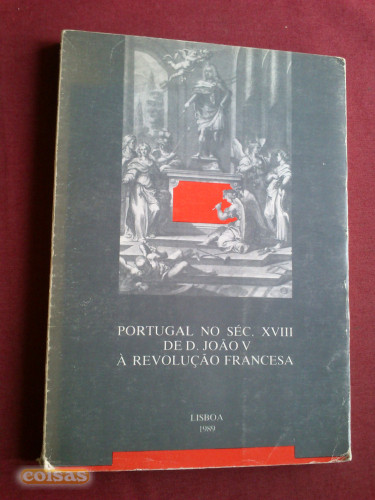 PORTUGAL NO SÉC. XVIII
DE D. JOÃO V
À REVOLUÇÃO FRANCESA
LISBOA
1989
coisas